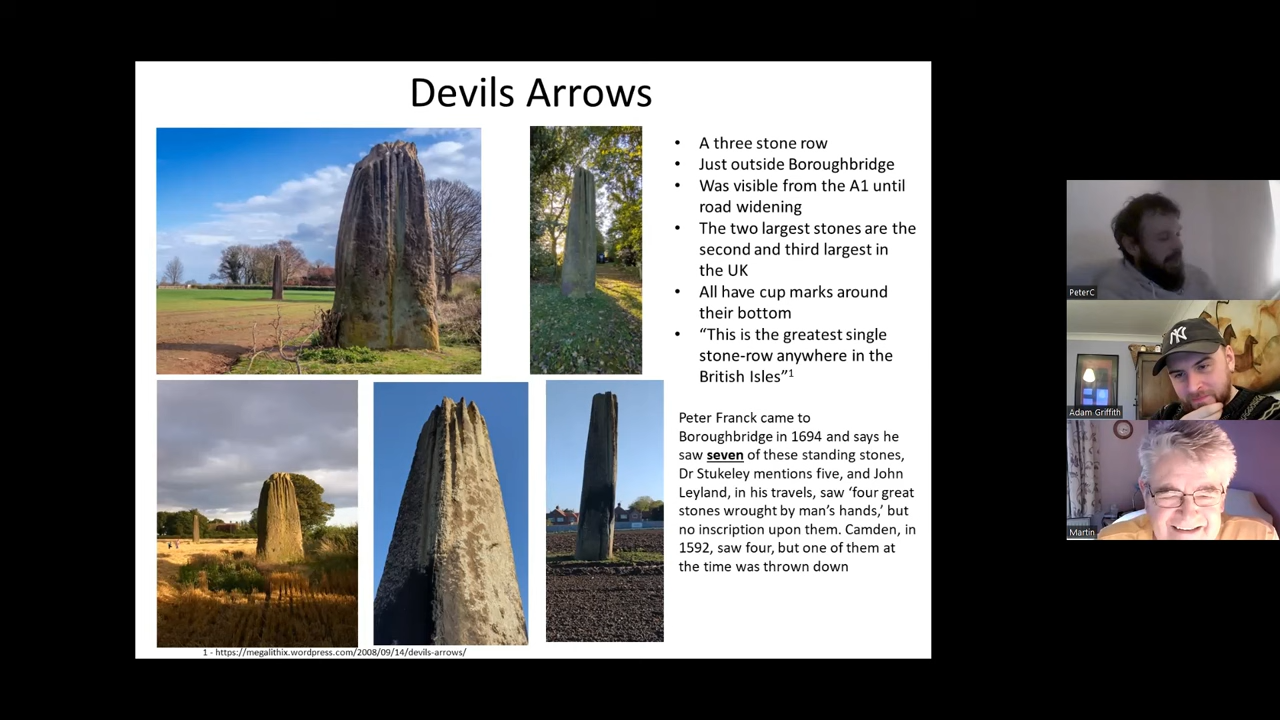 Devils Arrows
• A three stone row
• Just outside Boroughbridge
• Was visible from the A1 until
road widening
• The two largest stones are the
second and third largest in
the UK
• All have cup marks around
their bottom
• “This is the greatest single
stone-row anywhere in the
British Isles”1
Peter Franck came to
Boroughbridge in 1694 and says he
saw seven of these standing stones,
Dr Stukeley mentions five, and John
Leyland, in his travels, saw ‘four great
stones wrought by man’s hands,’ but
no inscription upon them. Camden, in
1592, saw four, but one of them at
the time was thrown down
1 - https://megalithix.wordpress.com/2008/09/14/devils-arrows/
PeterC
NY
Adam Griffith
Martin